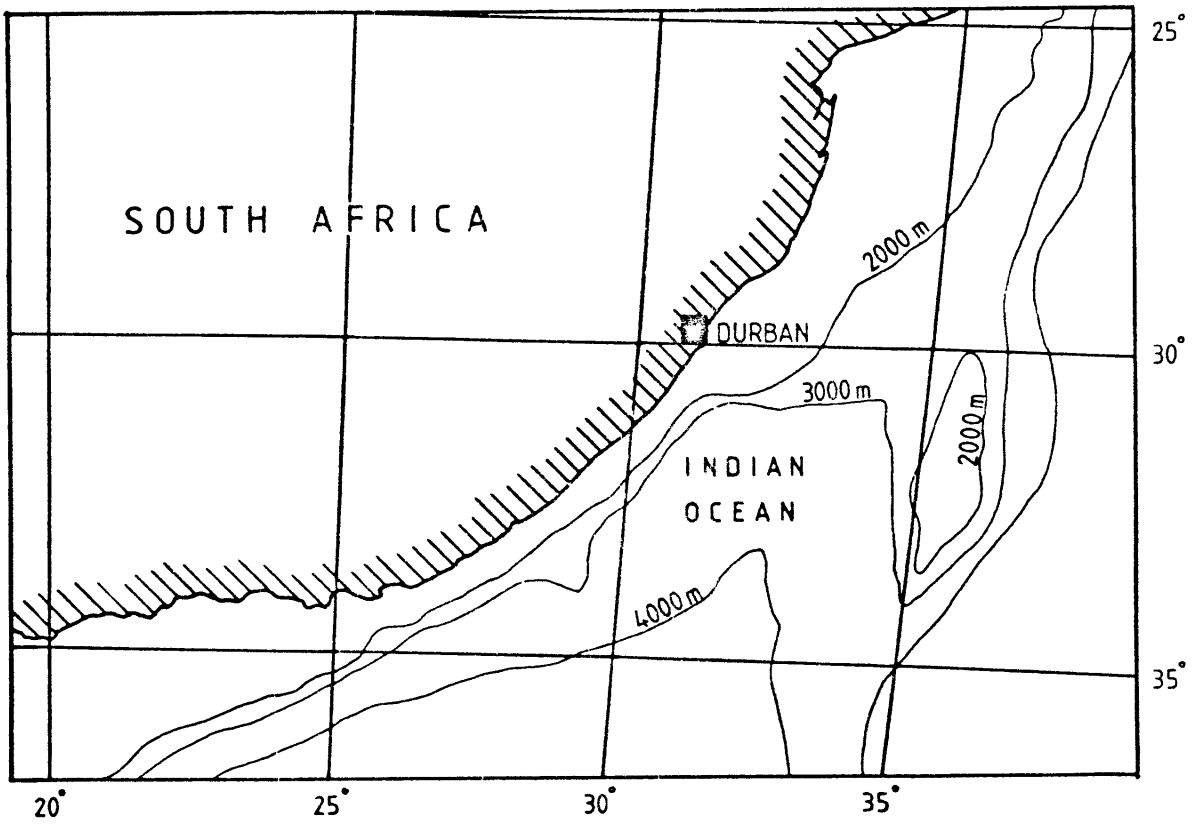 25°
SOUTH AFRICA
2000 m
DURBAN
30°
3000 m
2000 m
INDIAN
OCEAN
4000 m
35°
20°
25°
30°
35°